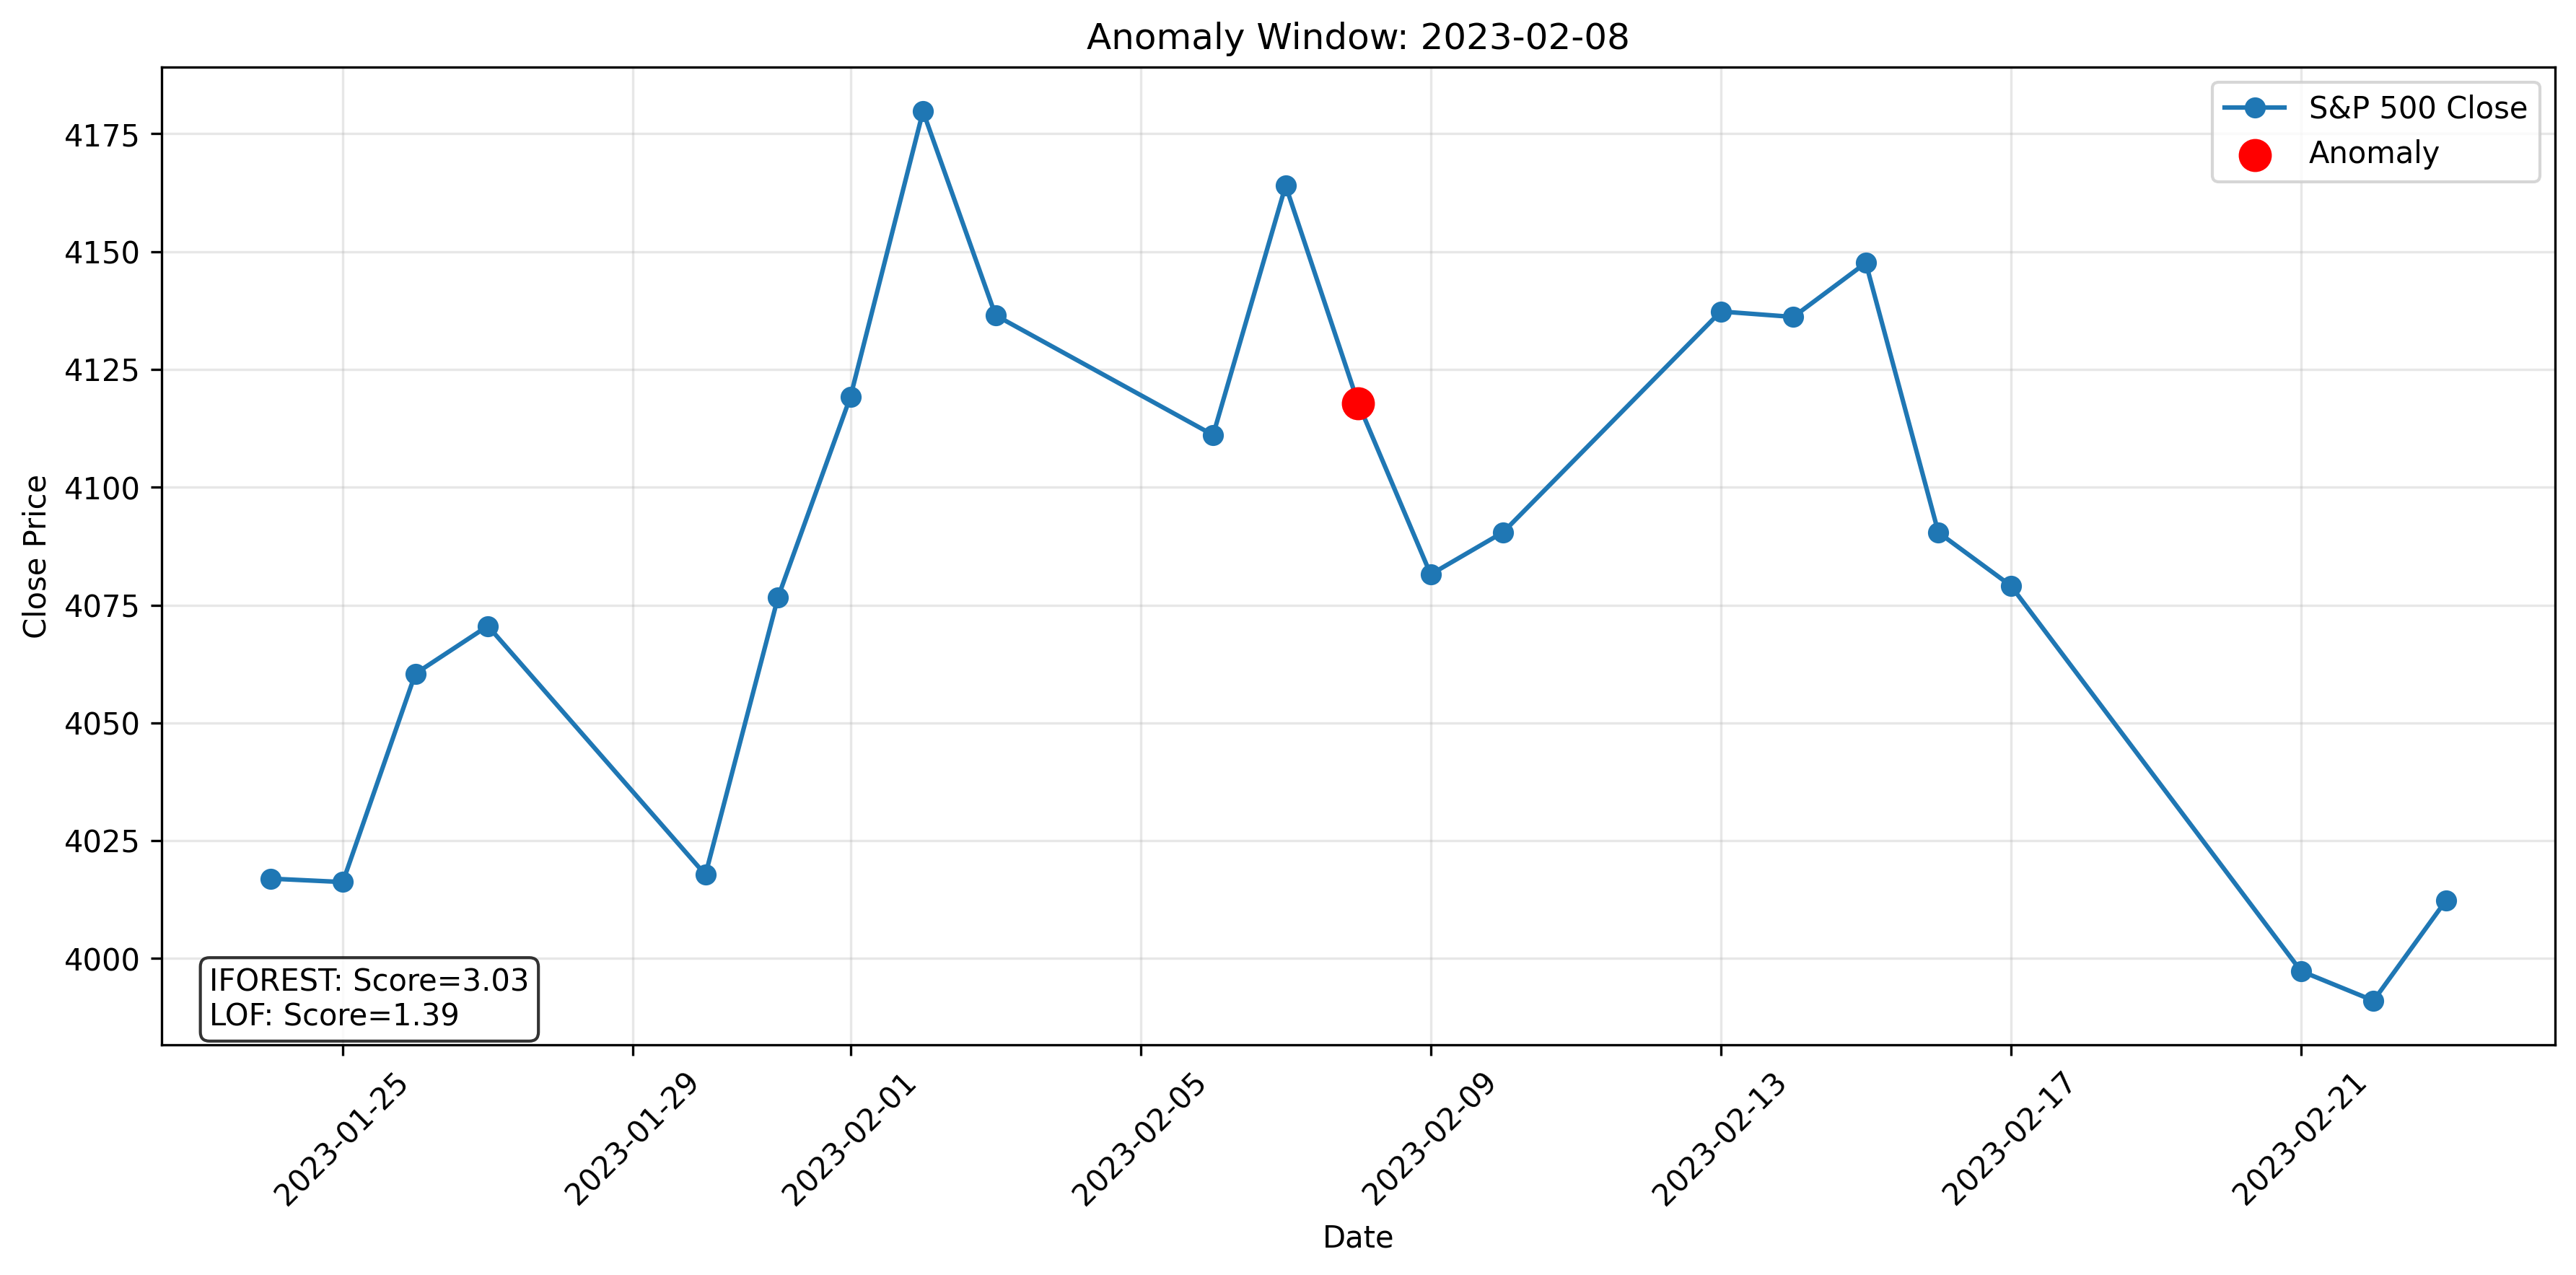 Anomaly Window: 2023-02-08
S&P 500 Close
Anomaly
Close Price
4175
4150
4125
4100
4075
4050
4025
4000
IFOREST: Score=3.03
LOF: Score=1.39
2023-01-25
2023-01-29
2023-02-01
2023-02-05
2023-02-09
2023-02-13
2023-02-17
2023-02-21
Date